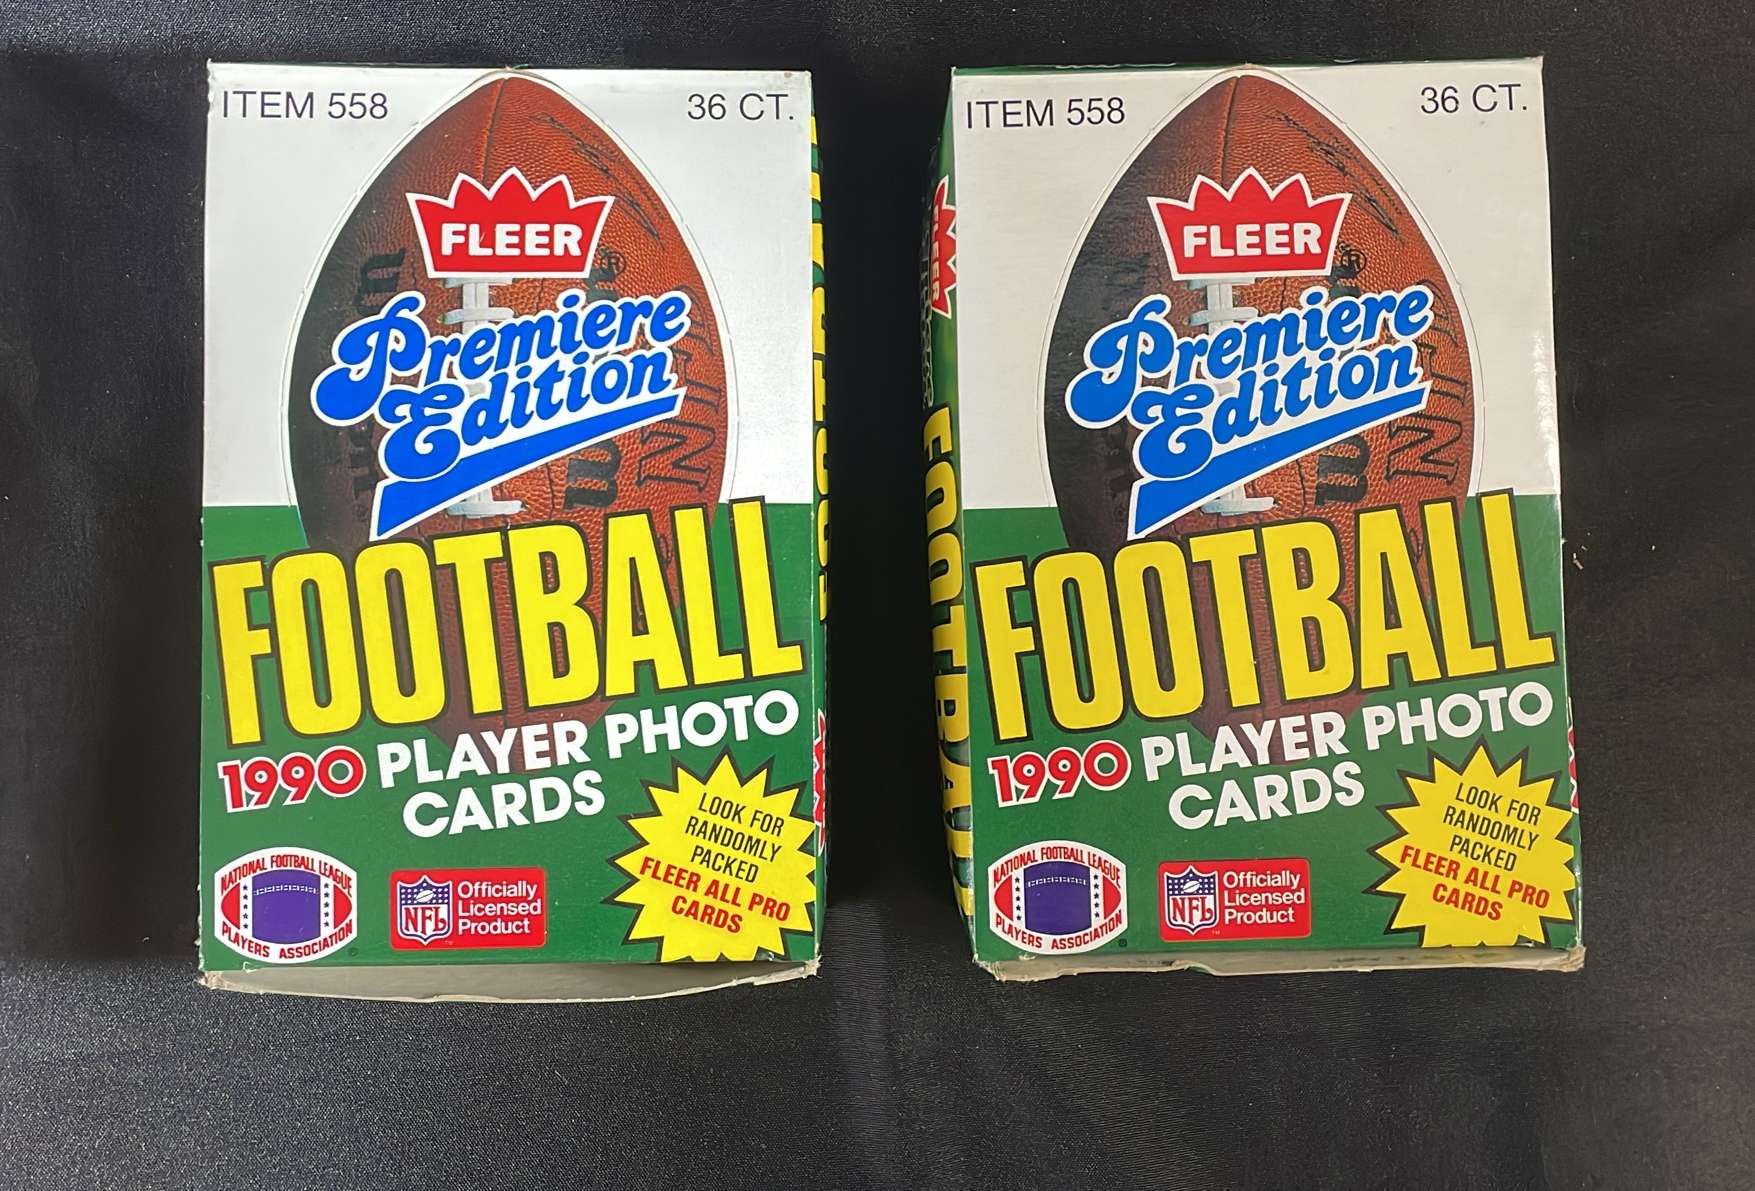 ITEM 558
36 CT.
FLEER
®
Premiere
Edition
FOOTBALL
1990 PLAYER PHOTO
CARDS
LOOK FOR
RANDOMLY
PACKED
FLEER ALL PRO
CARDS
NATIONAL FOOTBALL LEAGUE
PLAYERS ASSOCIATION
NFL
Officially
Licensed
Product
ITEM 558
36 CT.
FLEER
®
Premiere
Edition
FOOTBALL
1990 PLAYER PHOTO
CARDS
LOOK FOR
RANDOMLY
PACKED
FLEER ALL PRO
CARDS
NATIONAL FOOTBALL LEAGUE
PLAYERS ASSOCIATION
NFL
Officially
Licensed
Product
FLEER
FOOTBALL